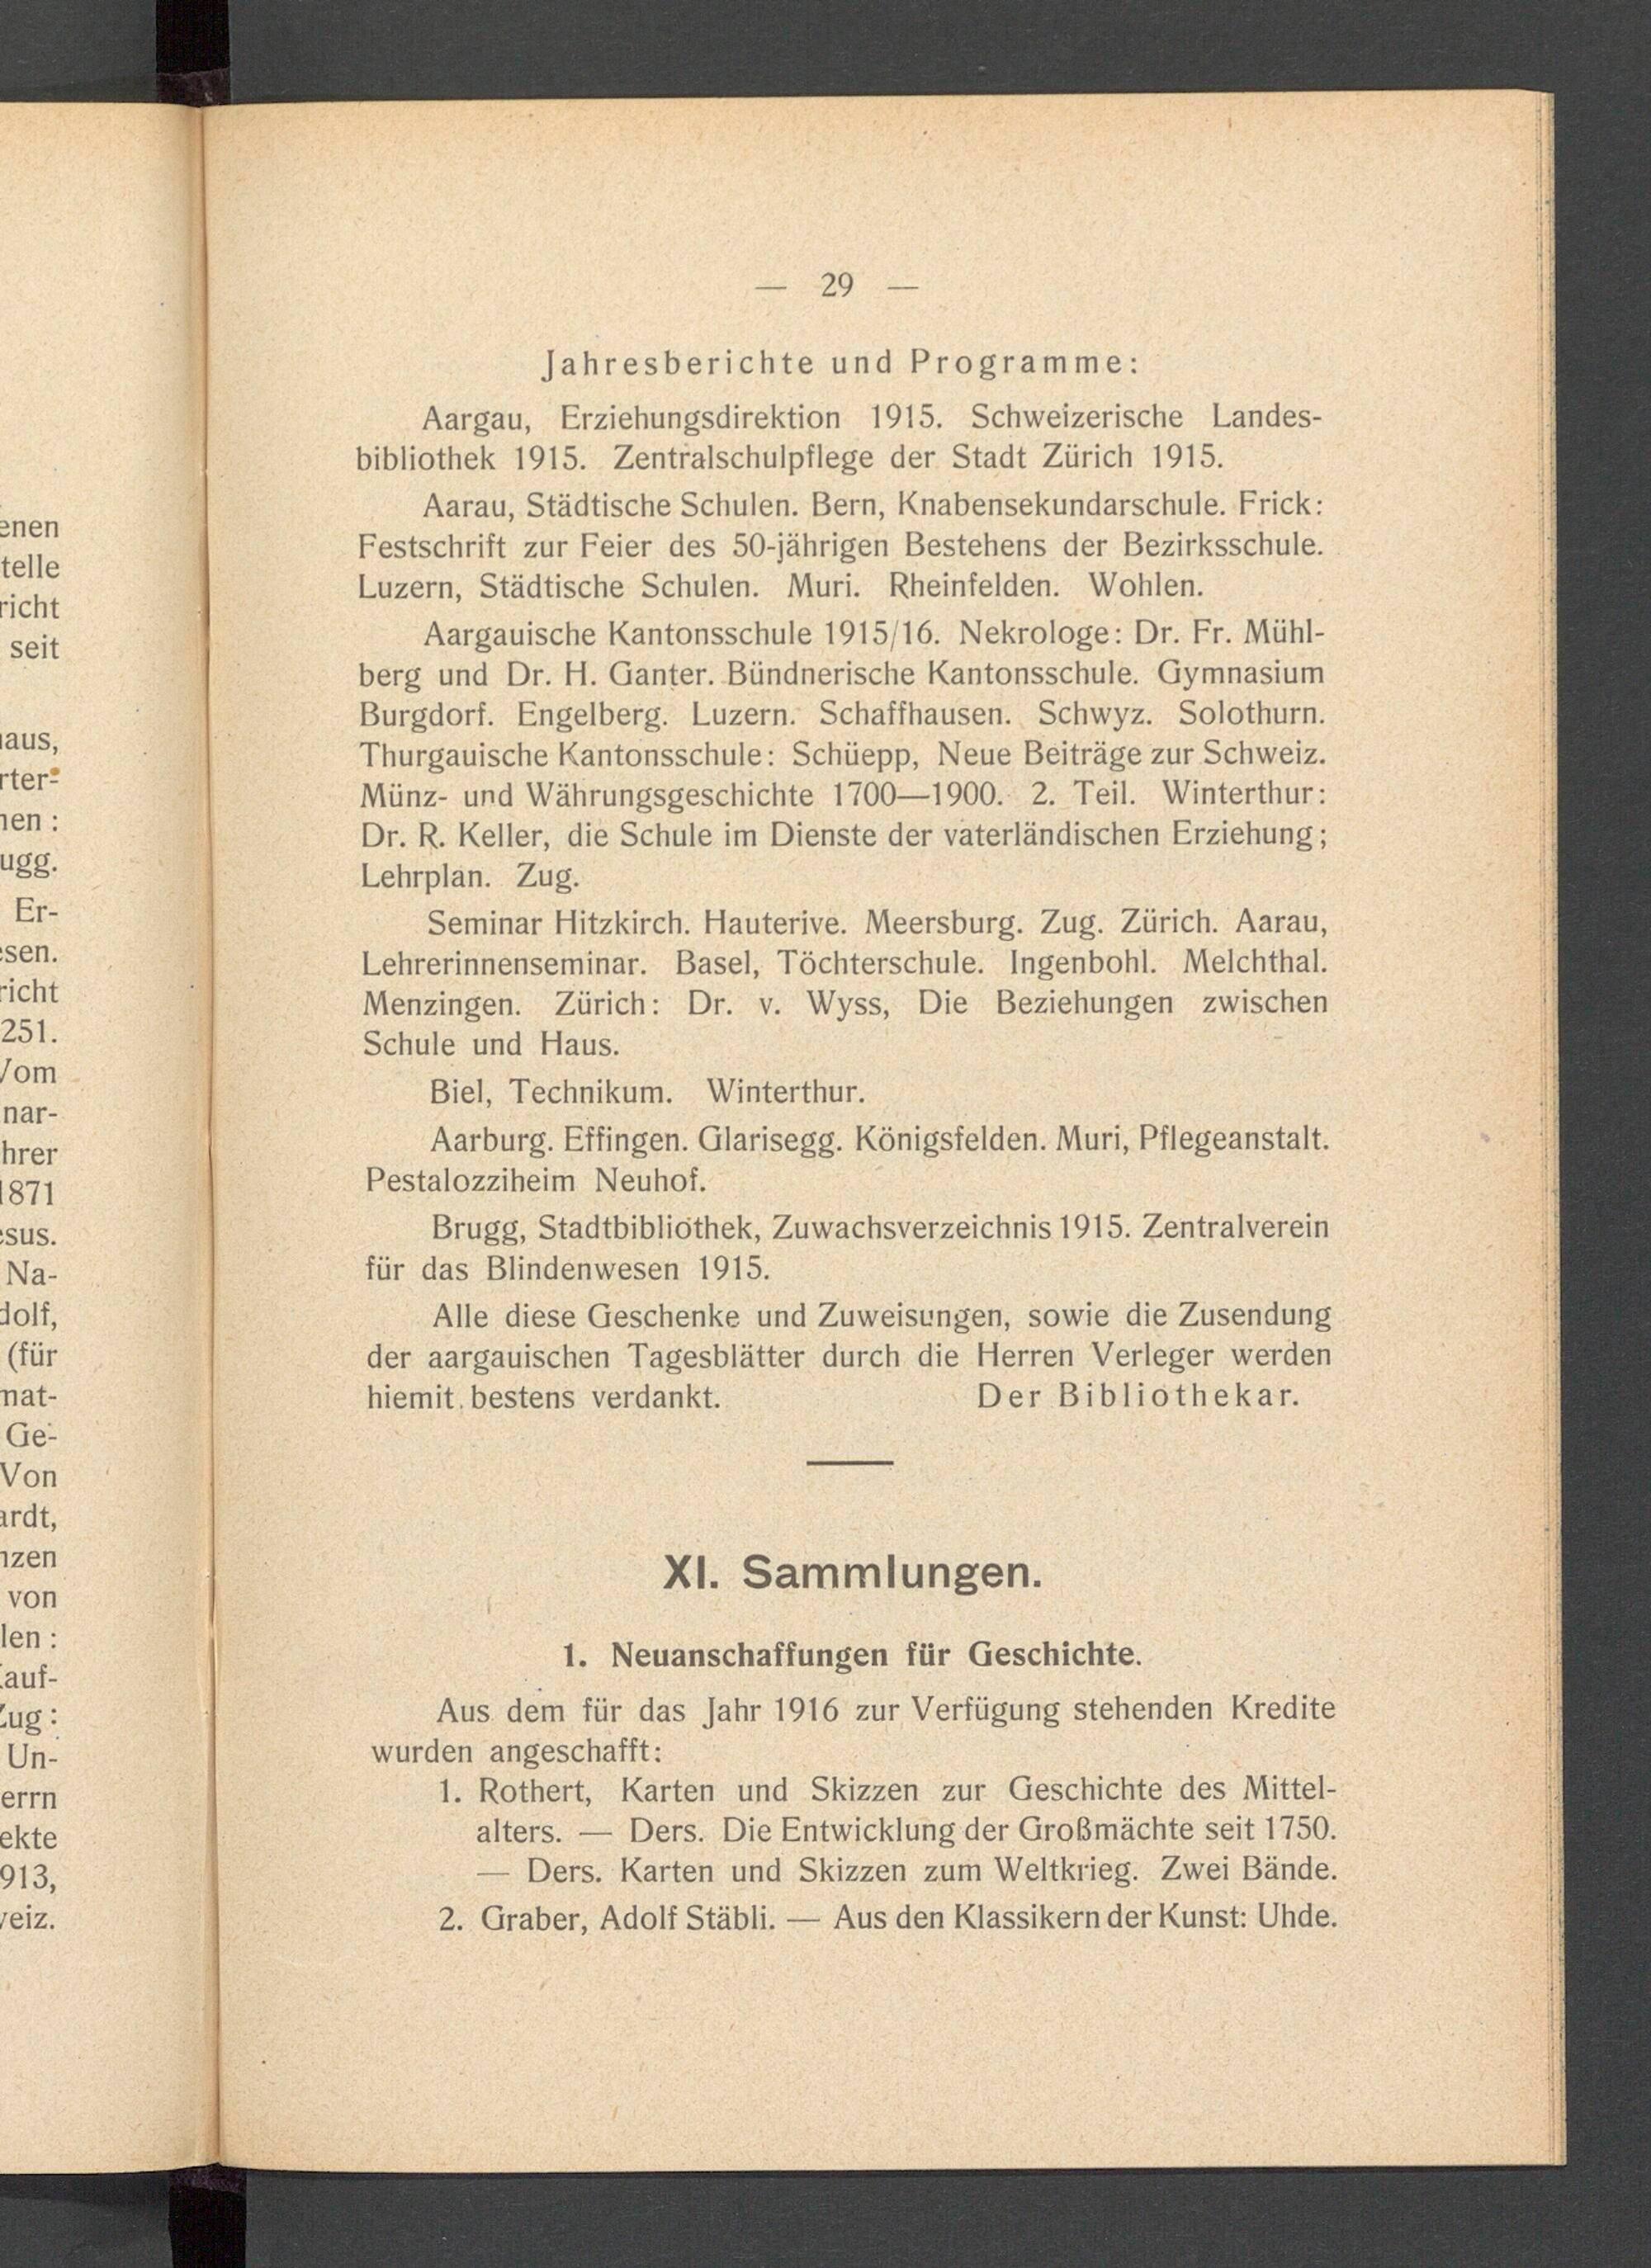 — 29 —
Jahresberichte und Programme:
Aargau, Erziehungsdirektion 1915. Schweizerische Landes-
bibliothek 1915. Zentralschulpflege der Stadt Zürich 1915.
Aarau, Städtische Schulen. Bern, Knabensekundarschule. Frick:
Festschrift zur Feier des 50-jährigen Bestehens der Bezirksschule.
Luzern, Städtische Schulen. Muri. Rheinfelden. Wohlen.
Aargauische Kantonsschule 1915/16. Nekrologe: Dr. Fr. Mühl-
berg und Dr. H. Ganter. Bündnerische Kantonsschule. Gymnasium
Burgdorf. Engelberg. Luzern. Schaffhausen. Schwyz. Solothurn.
Thurgauische Kantonsschule: Schüepp, Neue Beiträge zur Schweiz.
Münz- und Währungsgeschichte 1700—1900. 2. Teil. Winterthur:
Dr. R. Keller, die Schule im Dienste der vaterländischen Erziehung;
Lehrplan. Zug.
Seminar Hitzkirch. Hauterive. Meersburg. Zug. Zürich. Aarau,
Lehrerinnenseminar. Basel, Töchterschule. Ingenbohl. Melchthal.
Menzingen. Zürich: Dr. v. Wyss, Die Beziehungen zwischen
Schule und Haus.
Biel, Technikum. Winterthur.
Aarburg. Effingen. Glarisegg. Königsfelden. Muri, Pflegeanstalt.
Pestalozziheim Neuhof.
Brugg, Stadtbibliothek, Zuwachsverzeichnis 1915. Zentralverein
für das Blindenwesen 1915.
Alle diese Geschenke und Zuweisungen, sowie die Zusendung
der aargauischen Tagesblätter durch die Herren Verleger werden
hiemit bestens verdankt. Der Bibliothekar.
XI. Sammlungen.
1. Neuanschaffungen für Geschichte.
Aus dem für das Jahr 1916 zur Verfügung stehenden Kredite
wurden angeschafft:
1. Rothert, Karten und Skizzen zur Geschichte des Mittel-
alters. — Ders. Die Entwicklung der Großmächte seit 1750.
— Ders. Karten und Skizzen zum Weltkrieg. Zwei Bände.
2. Graber, Adolf Stäbli. — Aus den Klassikern der Kunst: Uhde.